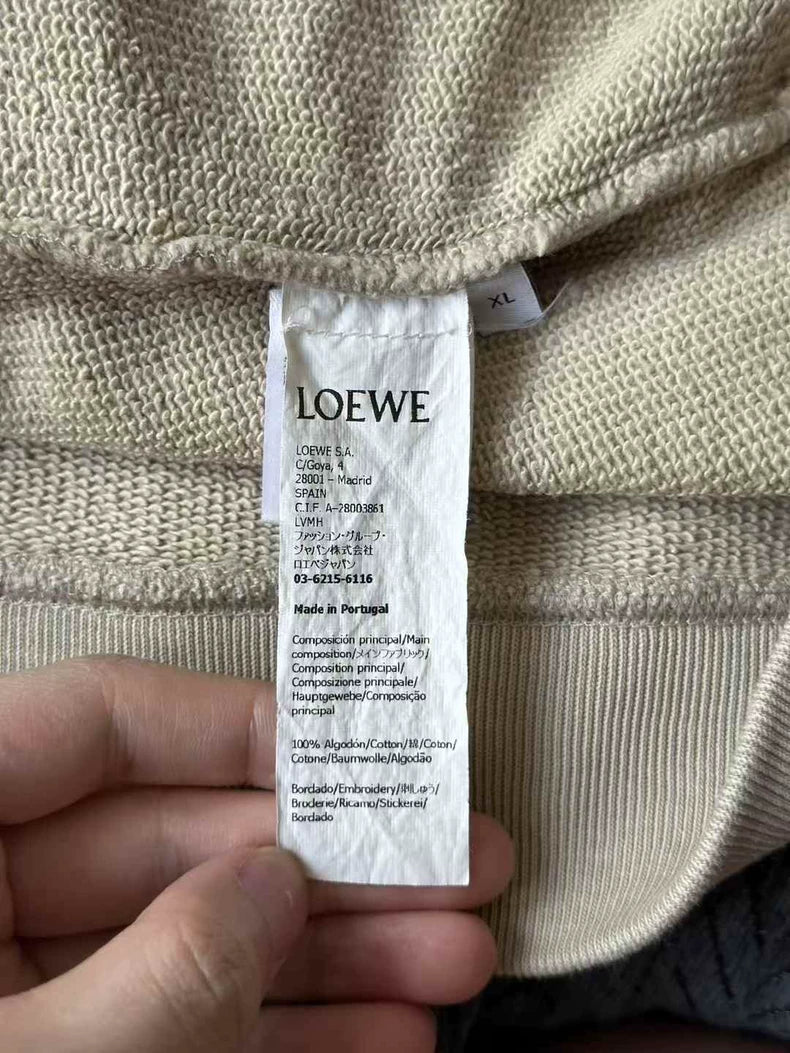 XL
LOEWE
LOEWE S.A.
C/Goya, 4
28001 - Madrid
SPAIN
C.I.F. A-28003861
LVMH
ファッション・グループ・
ジャパン株式会社
ロエベジャパン
03-6215-6116
Made in Portugal
Composición principal/Main
composition/メインファブリック/
Composition principal/
Composizione principale/
Hauptgewebe/Composição
principal
100% Algodón/Cotton/綿/Coton/
Cotone/Baumwolle/Algodão
Bordado/Embroidery/刺しゅう/
Broderie/Ricamo/Stickerei/
Bordado